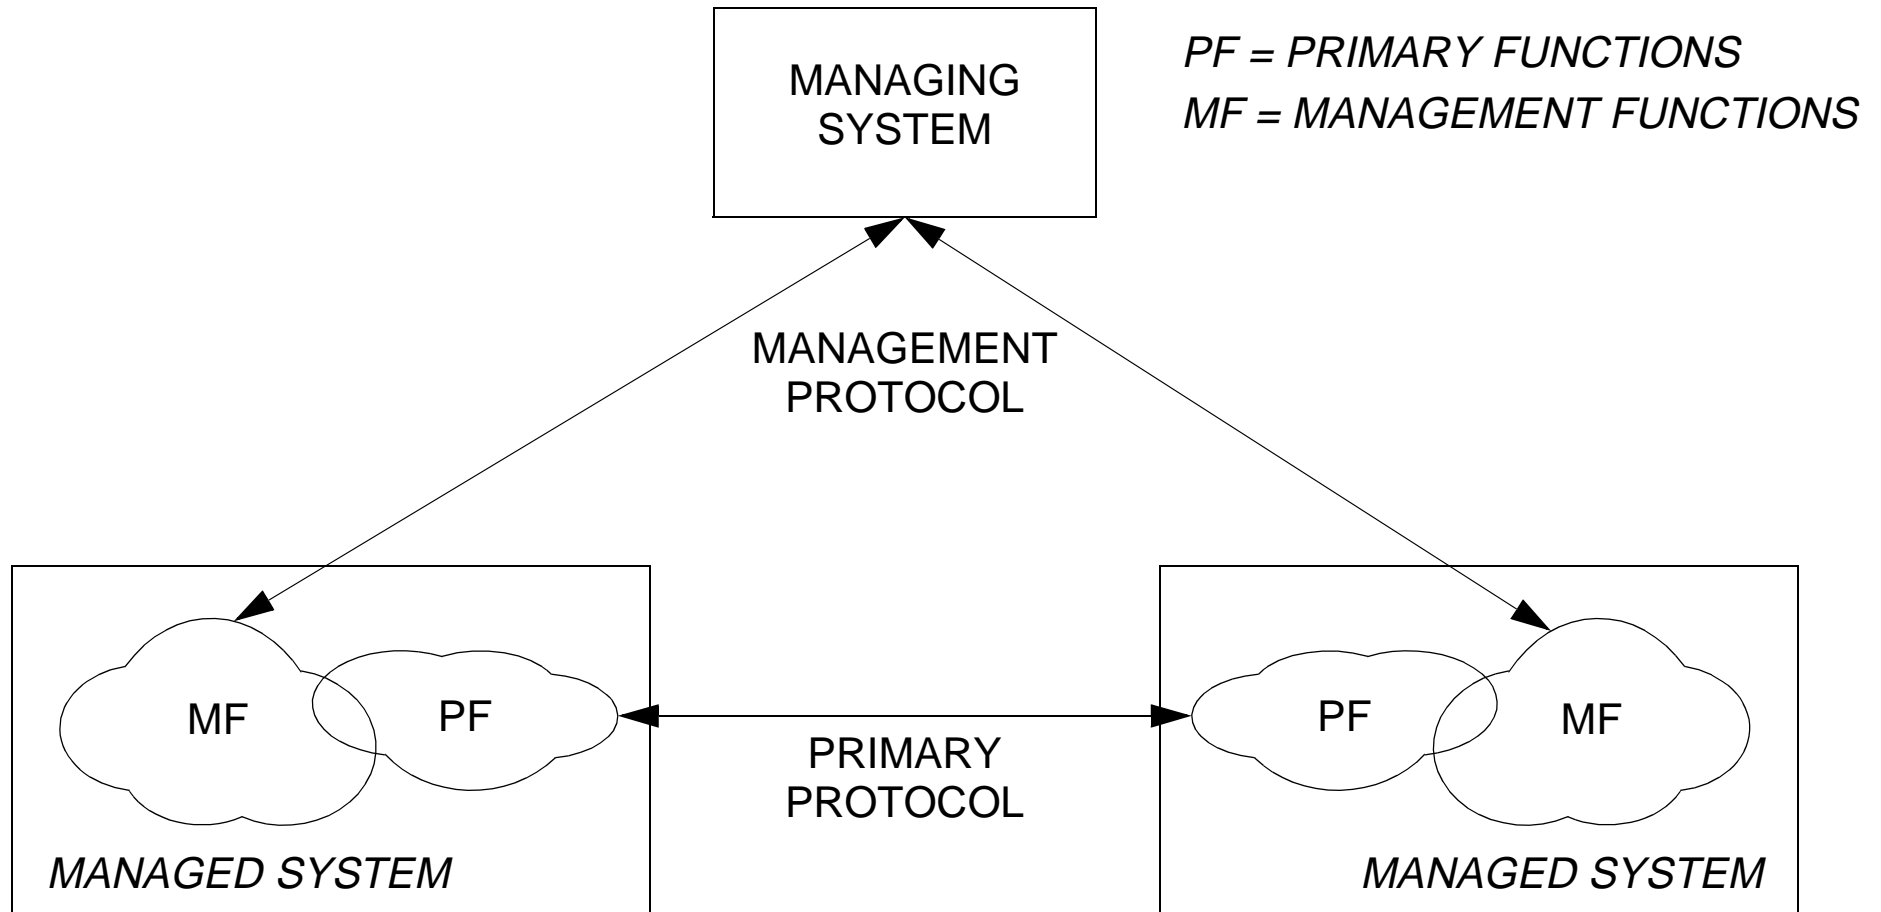 MANAGING
SYSTEM
PF = PRIMARY FUNCTIONS
MF = MANAGEMENT FUNCTIONS
MANAGEMENT
PROTOCOL
MF
PF
PRIMARY
PROTOCOL
PF
MF
MANAGED SYSTEM
MANAGED SYSTEM